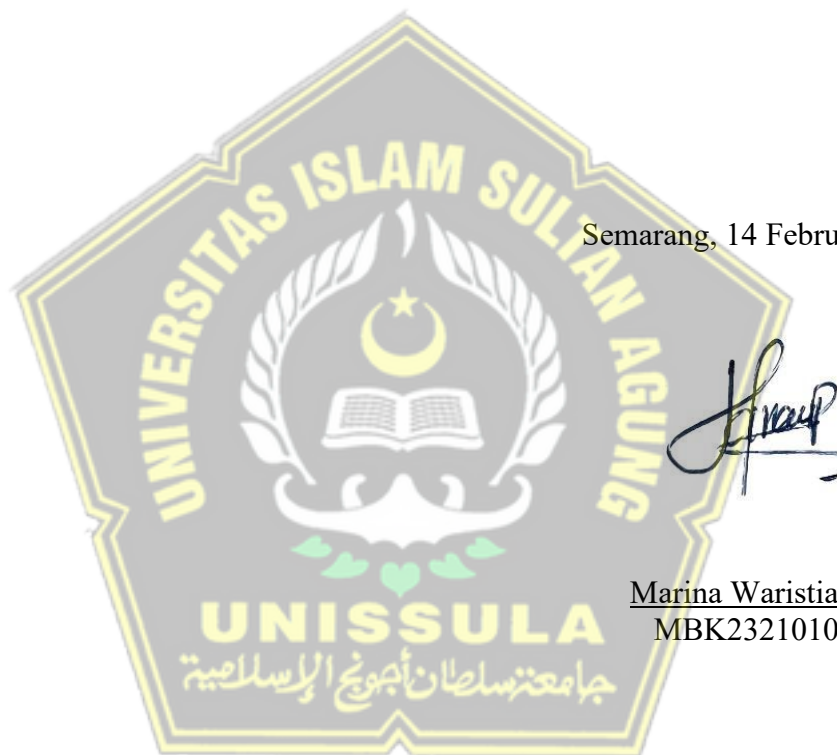 UNIVERSITAS ISLAM SULTAN AGUNG
Semarang, 14 Febru
Marina Waristia
MBK2321010
UNISSULA
جامعة سلطان أجونج الإسلامية